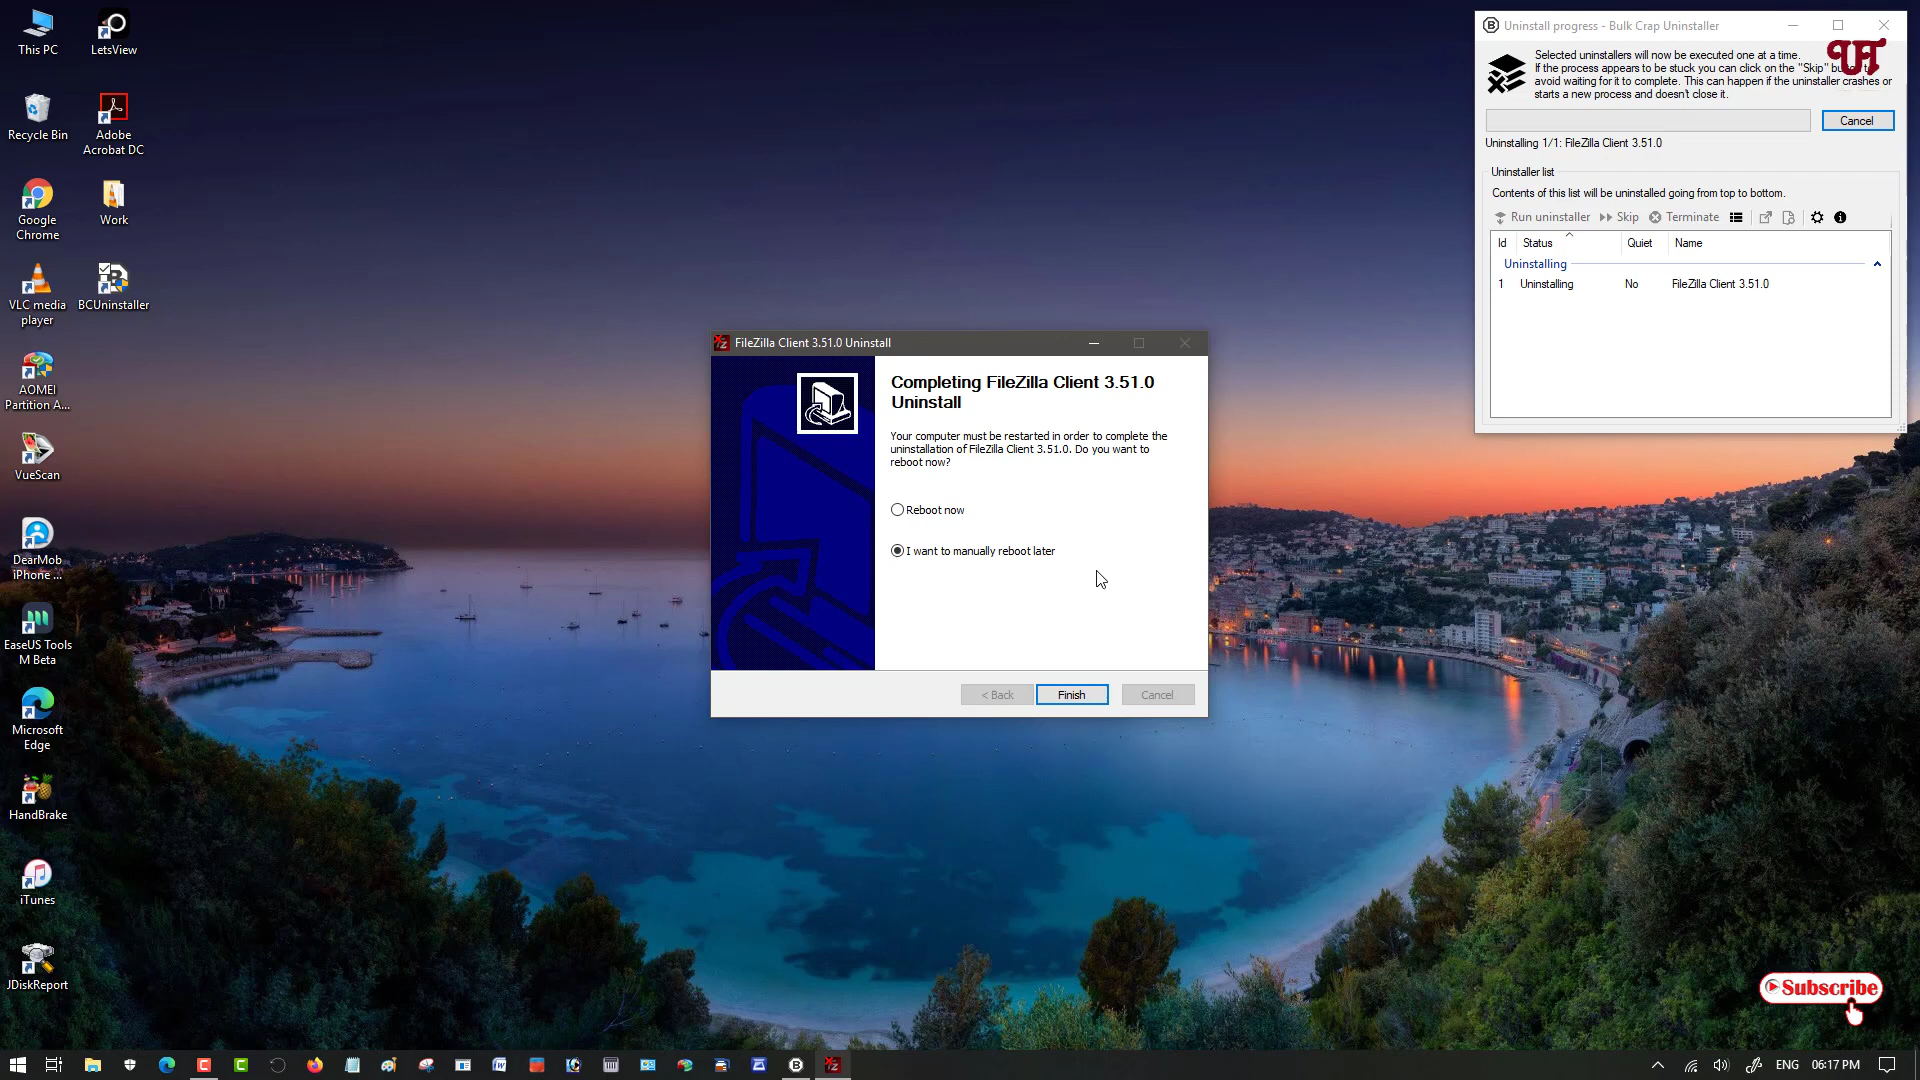 This PC
LetsView
Recycle Bin
Adobe
Acrobat DC
Google
Chrome
Work
VLC media
player
BCUninstaller
AOMEI
Partition A...
VueScan
DearMob
iPhone ...
EaseUS Tools
M Beta
Microsoft
Edge
HandBrake
iTunes
JDiskReport
FileZilla Client 3.51.0 Uninstall
Completing FileZilla Client 3.51.0
Uninstall
Your computer must be restarted in order to complete the
uninstallation of FileZilla Client 3.51.0. Do you want to
reboot now?
Reboot now
I want to manually reboot later
< Back
Finish
Cancel
Uninstall progress - Bulk Crap Uninstaller
Selected uninstallers will now be executed one at a time.
If the process appears to be stuck you can click on the "Skip"
avoid waiting for it to complete. This can happen if the uninstaller crashes or
starts a new process and doesn't close it.
Cancel
Uninstalling 1/1: FileZilla Client 3.51.0
Uninstaller list
Contents of this list will be uninstalled going from top to bottom.
Run uninstaller
Skip
Terminate
Id Status Quiet Name
Uninstalling
1 Uninstalling No FileZilla Client 3.51.0
Subscribe
ENG
06:17 PM